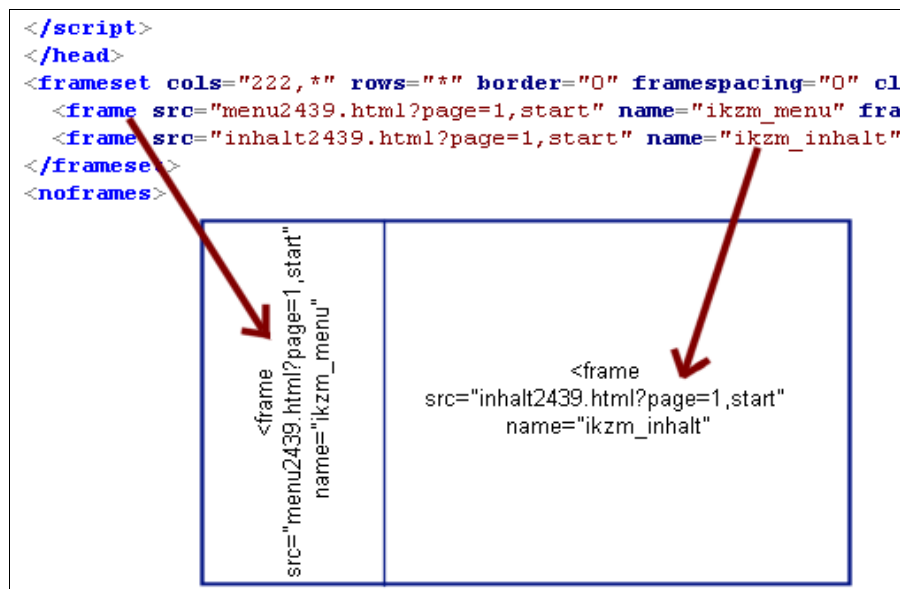 </script>
</head>
<frameset cols="222,*" rows="*" border="0" framespacing="0" cl
<frame src="menu2439.html?page=1,start" name="ikzm_menu" fra
<frame src="inhalt2439.html?page=1,start" name="ikzm_inhalt"
</frameset>
<noframes>
<frame
src="menu2439.html?page=1,start"
name="ikzm_menu"
<frame
src="inhalt2439.html?page=1,start"
name="ikzm_inhalt"